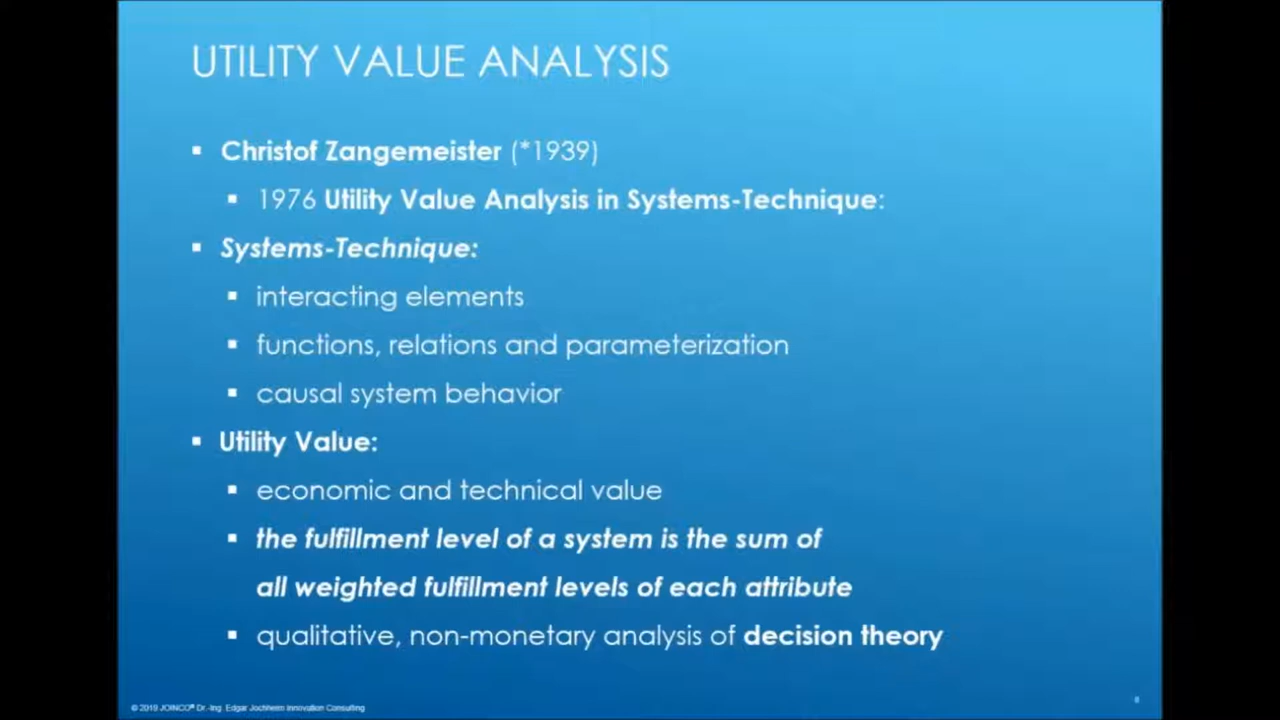 UTILITY VALUE ANALYSIS
▪ Christof Zangemeister (*1939)
▪ 1976 Utility Value Analysis in Systems-Technique:
▪ Systems-Technique:
▪ interacting elements
▪ functions, relations and parameterization
▪ causal system behavior
▪ Utility Value:
▪ economic and technical value
▪ the fulfillment level of a system is the sum of
all weighted fulfillment levels of each attribute
▪ qualitative, non-monetary analysis of decision theory
© 2019 JOINCO® Dr.-Ing. Edgar Jochheim Innovation Consulting